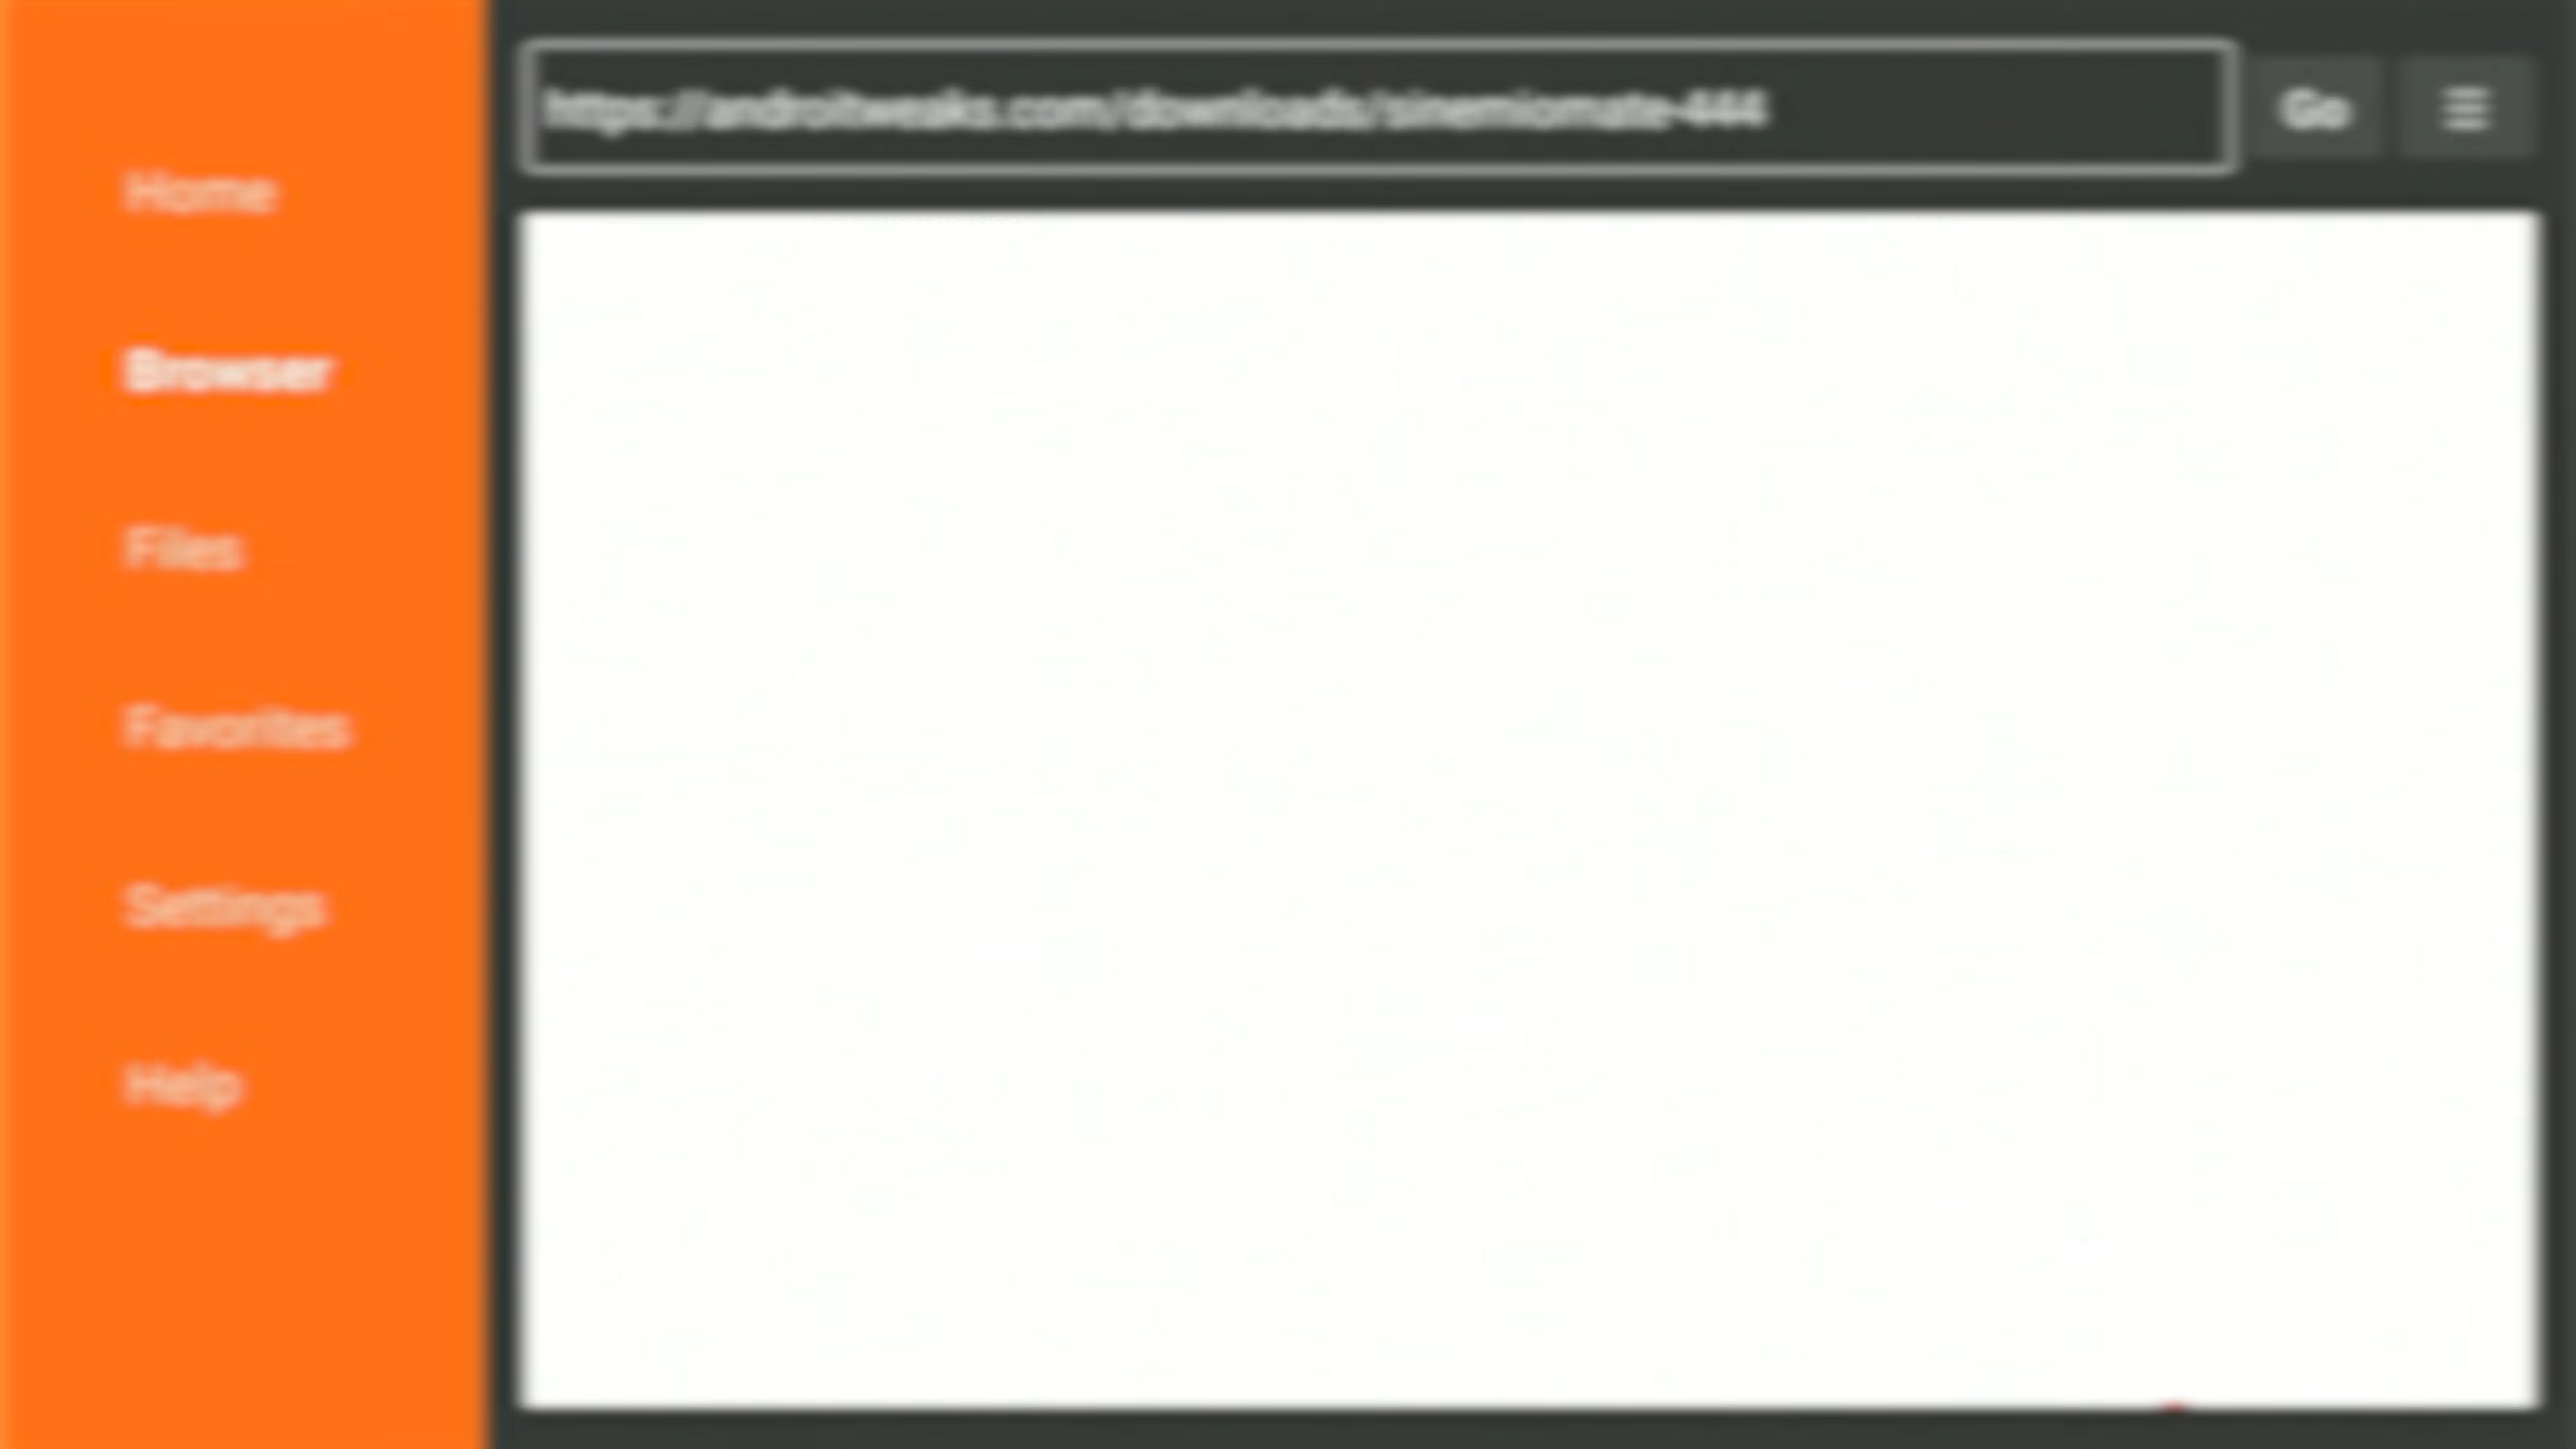 https://androitweaks.com/downloads/sinemiomate-444
Go
Home
Browser
Files
Favorites
Settings
Help